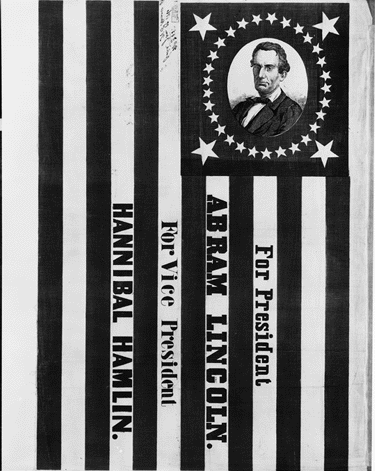 For President
ABRAM LINCOLN.
For Vice President
HANNIBAL HAMLIN.